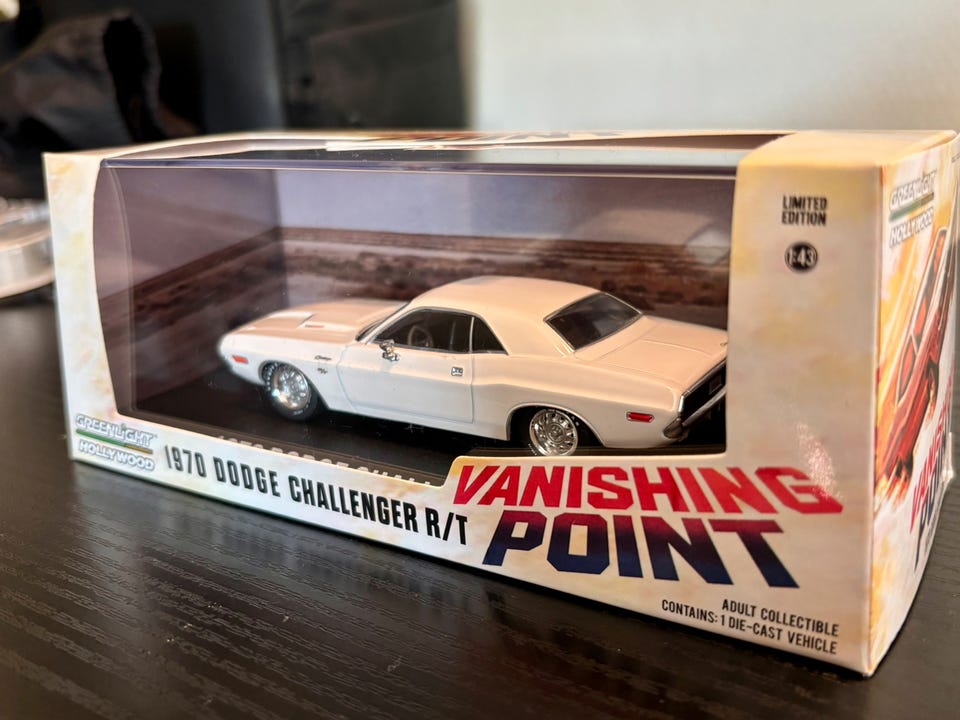 LIMITED
EDITION
1:43
GREENLIGHT
HOLLYWOOD
GREENLIGHT
HOLLYWOOD
1970 DODGE CHALLENGER R/T
VANISHING
POINT
ADULT COLLECTIBLE
CONTAINS: 1 DIE-CAST VEHICLE